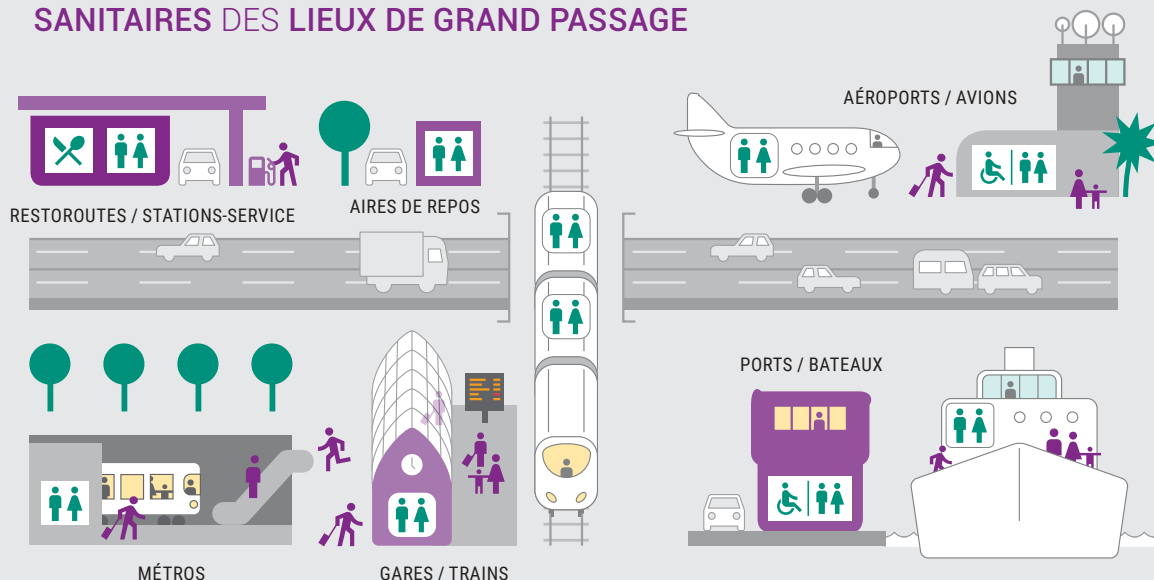 SANITAIRES DES LIEUX DE GRAND PASSAGE
AÉROPORTS / AVIONS
RESTOROUTES / STATIONS-SERVICE
AIRES DE REPOS
PORTS / BATEAUX
MÉTROS
GARES / TRAINS